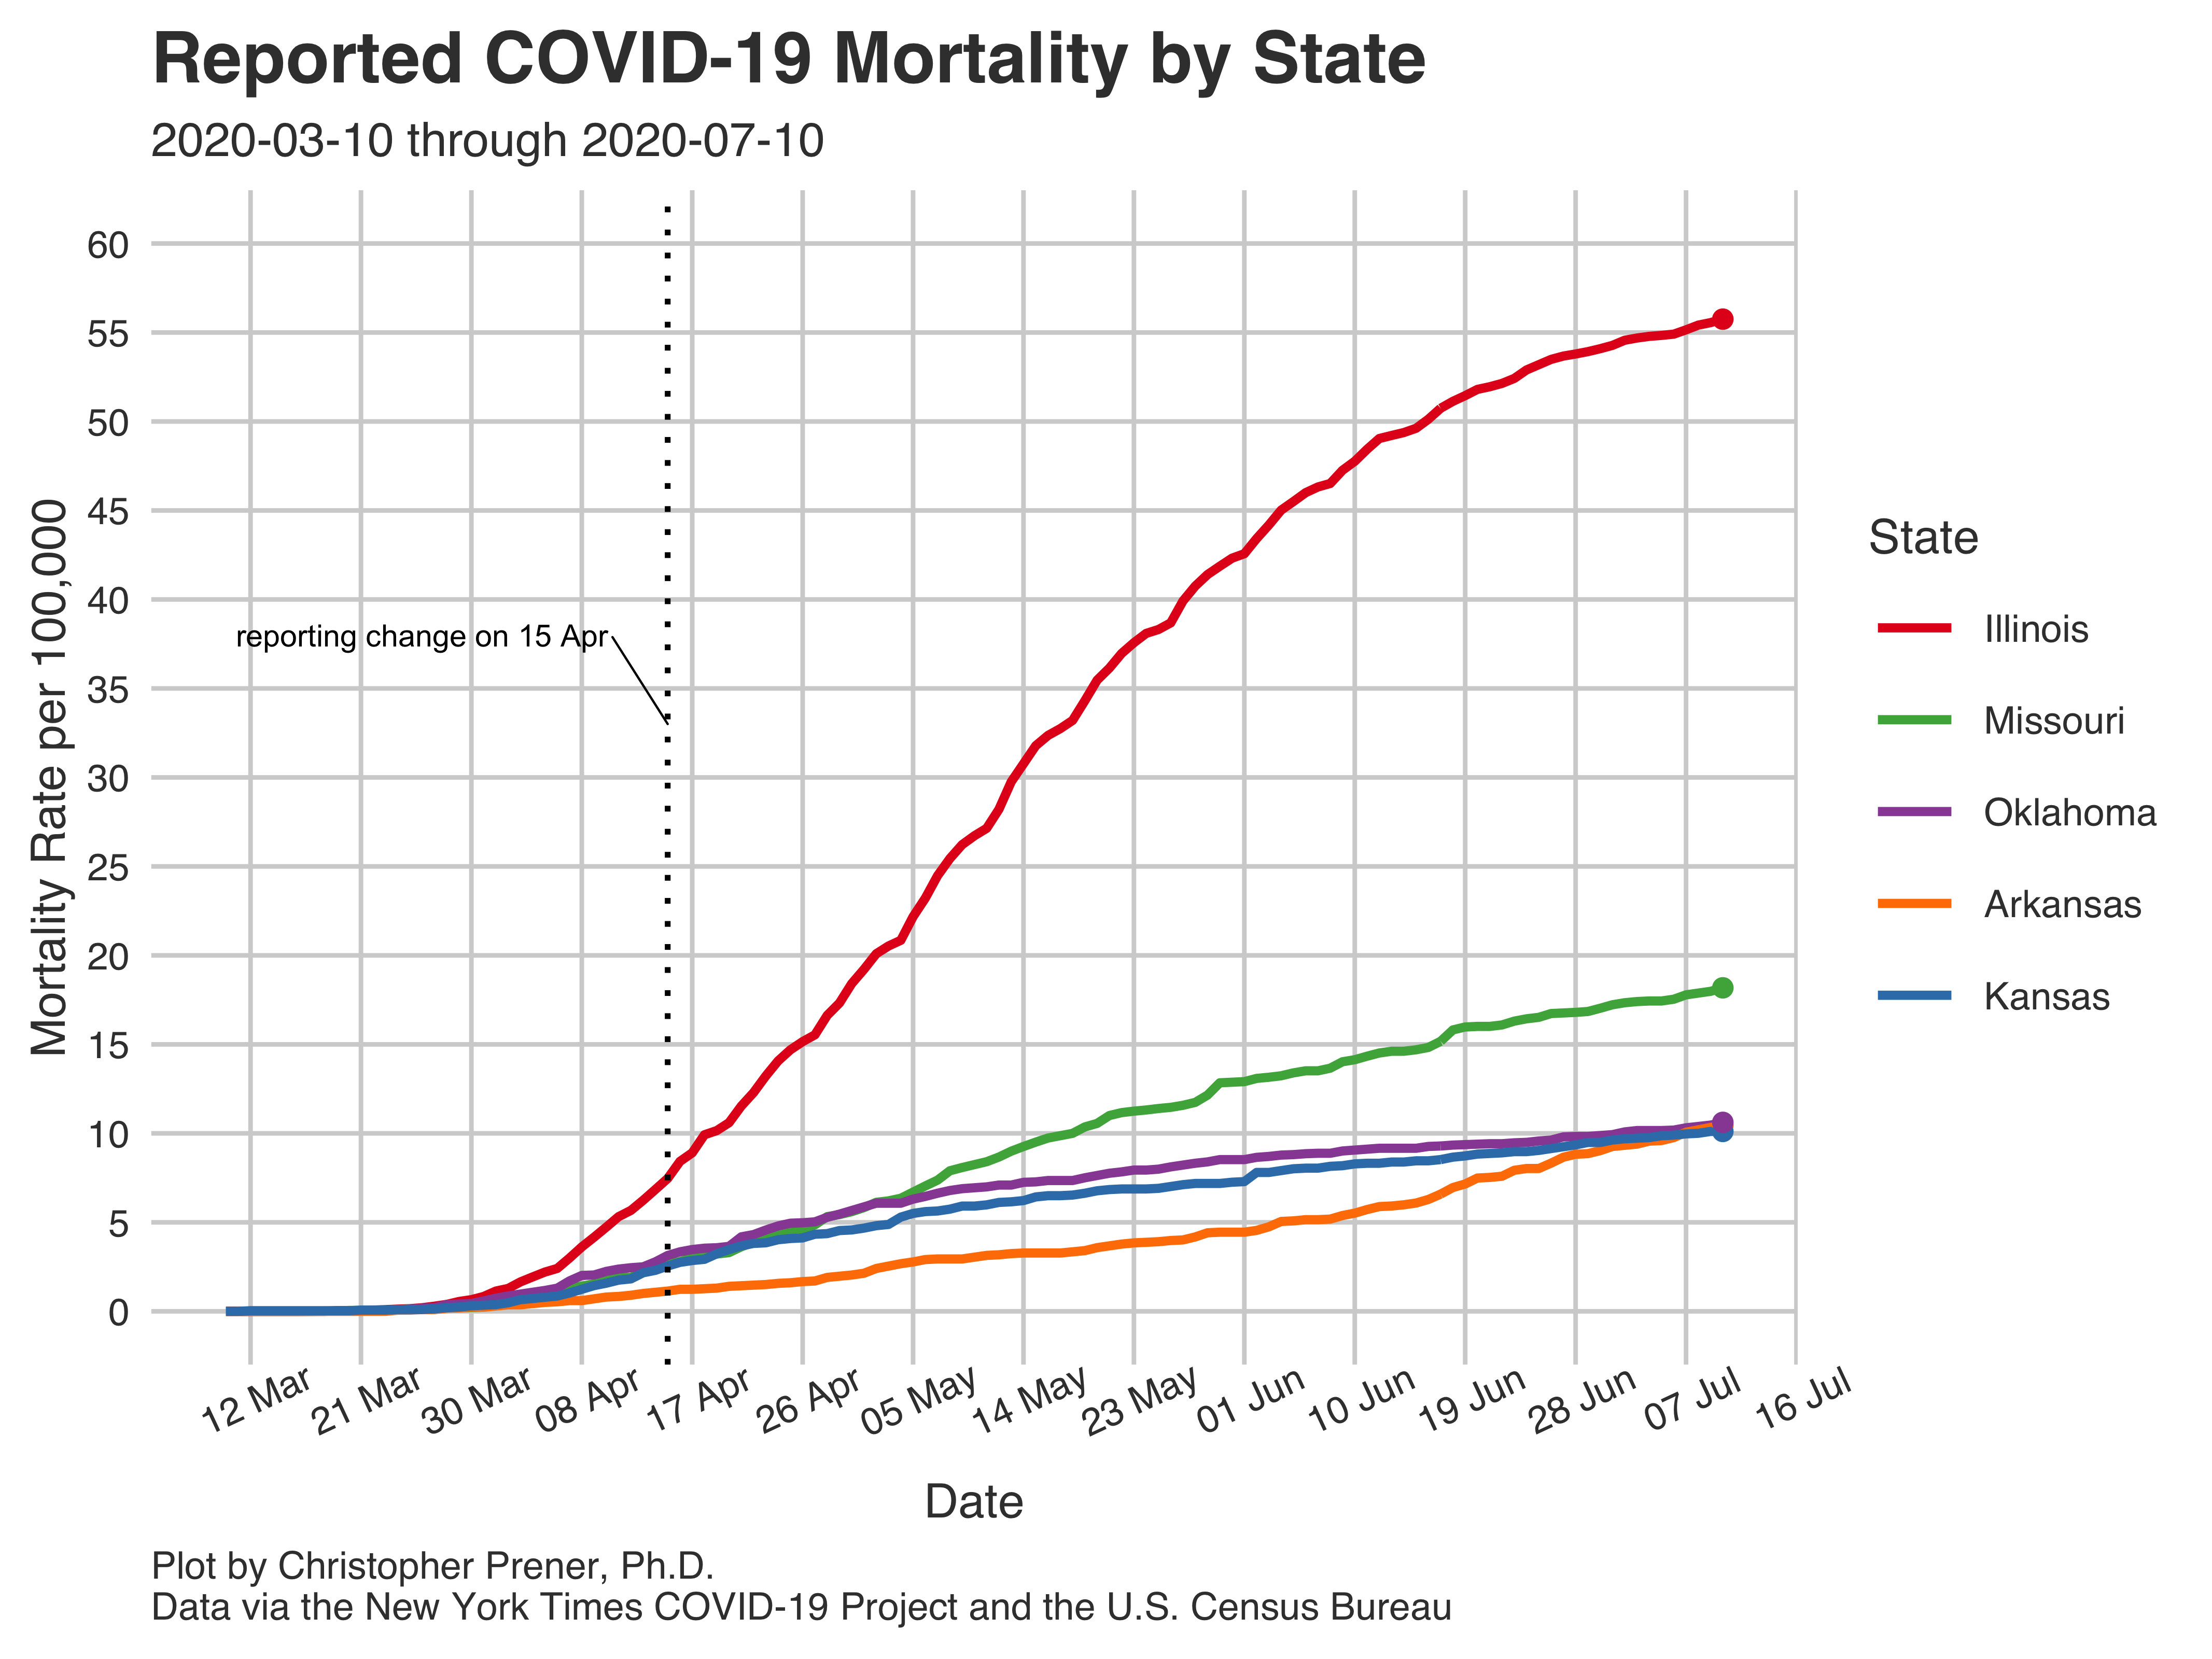 Reported COVID-19 Mortality by State
2020-03-10 through 2020-07-10
Mortality Rate per 100,000
60
55
50
45
40
35
30
25
20
15
10
5
0
reporting change on 15 Apr
12 Mar
21 Mar
30 Mar
08 Apr
17 Apr
26 Apr
05 May
14 May
23 May
01 Jun
10 Jun
19 Jun
28 Jun
07 Jul
16 Jul
Date
State
Illinois
Missouri
Oklahoma
Arkansas
Kansas
Plot by Christopher Prener, Ph.D.
Data via the New York Times COVID-19 Project and the U.S. Census Bureau